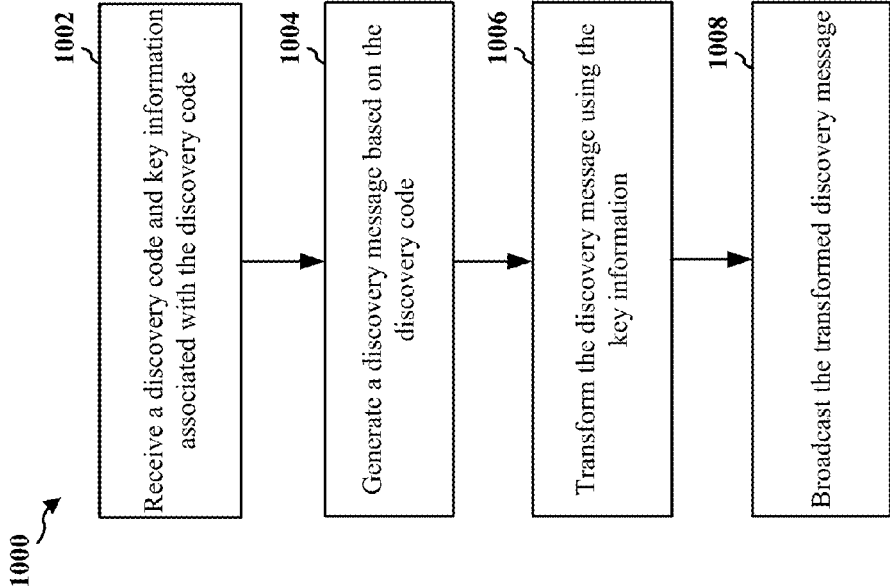 1000
1002
Receive a discovery code and key information
associated with the discovery code
1004
Generate a discovery message based on the
discovery code
1006
Transform the discovery message using the
key information
1008
Broadcast the transformed discovery message